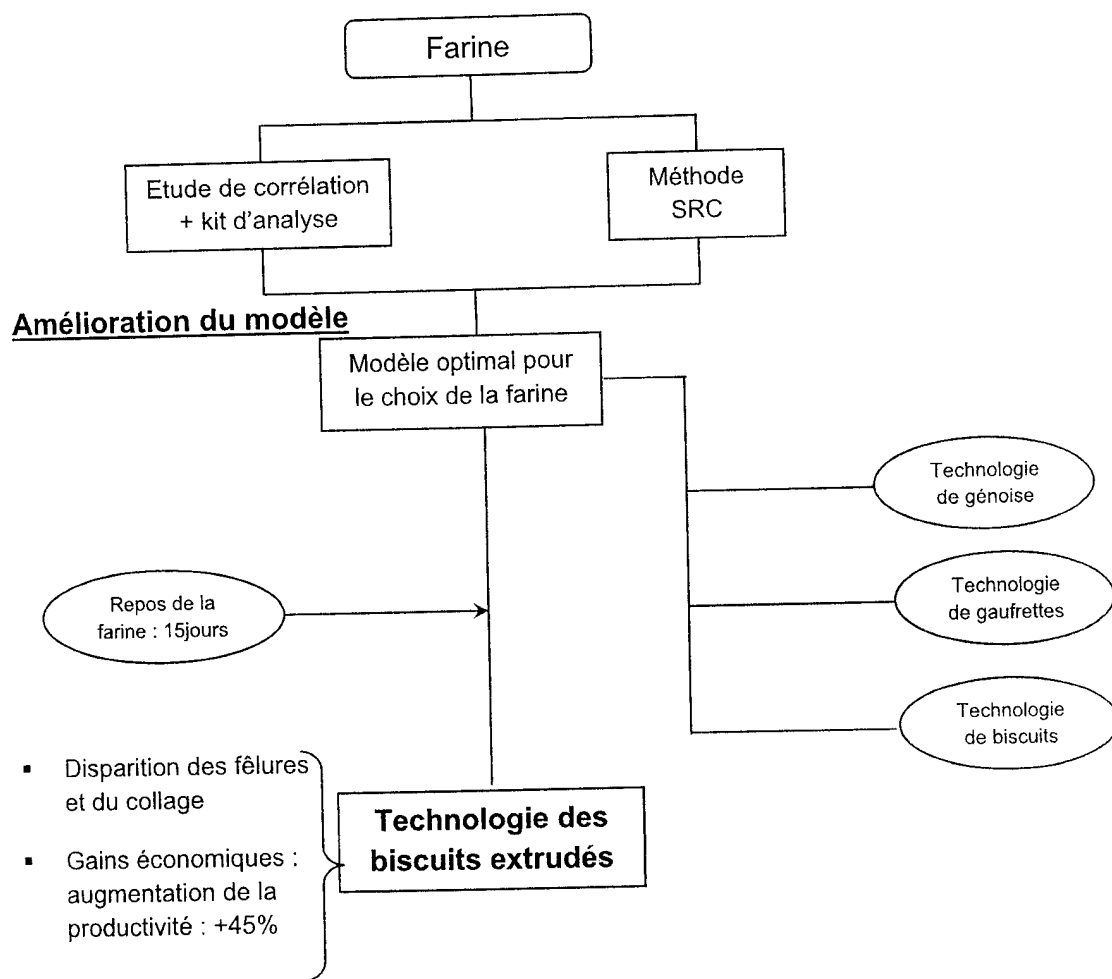 Farine
Etude de corrélation
+ kit d'analyse
Méthode
SRC
Amélioration du modèle
Modèle optimal pour
le choix de la farine
Technologie
de génoise
Repos de la
farine : 15jours
Technologie
de gaufrettes
Technologie
de biscuits
▪ Disparition des fêlures
et du collage
▪ Gains économiques :
augmentation de la
productivité : +45%
Technologie des
biscuits extrudés